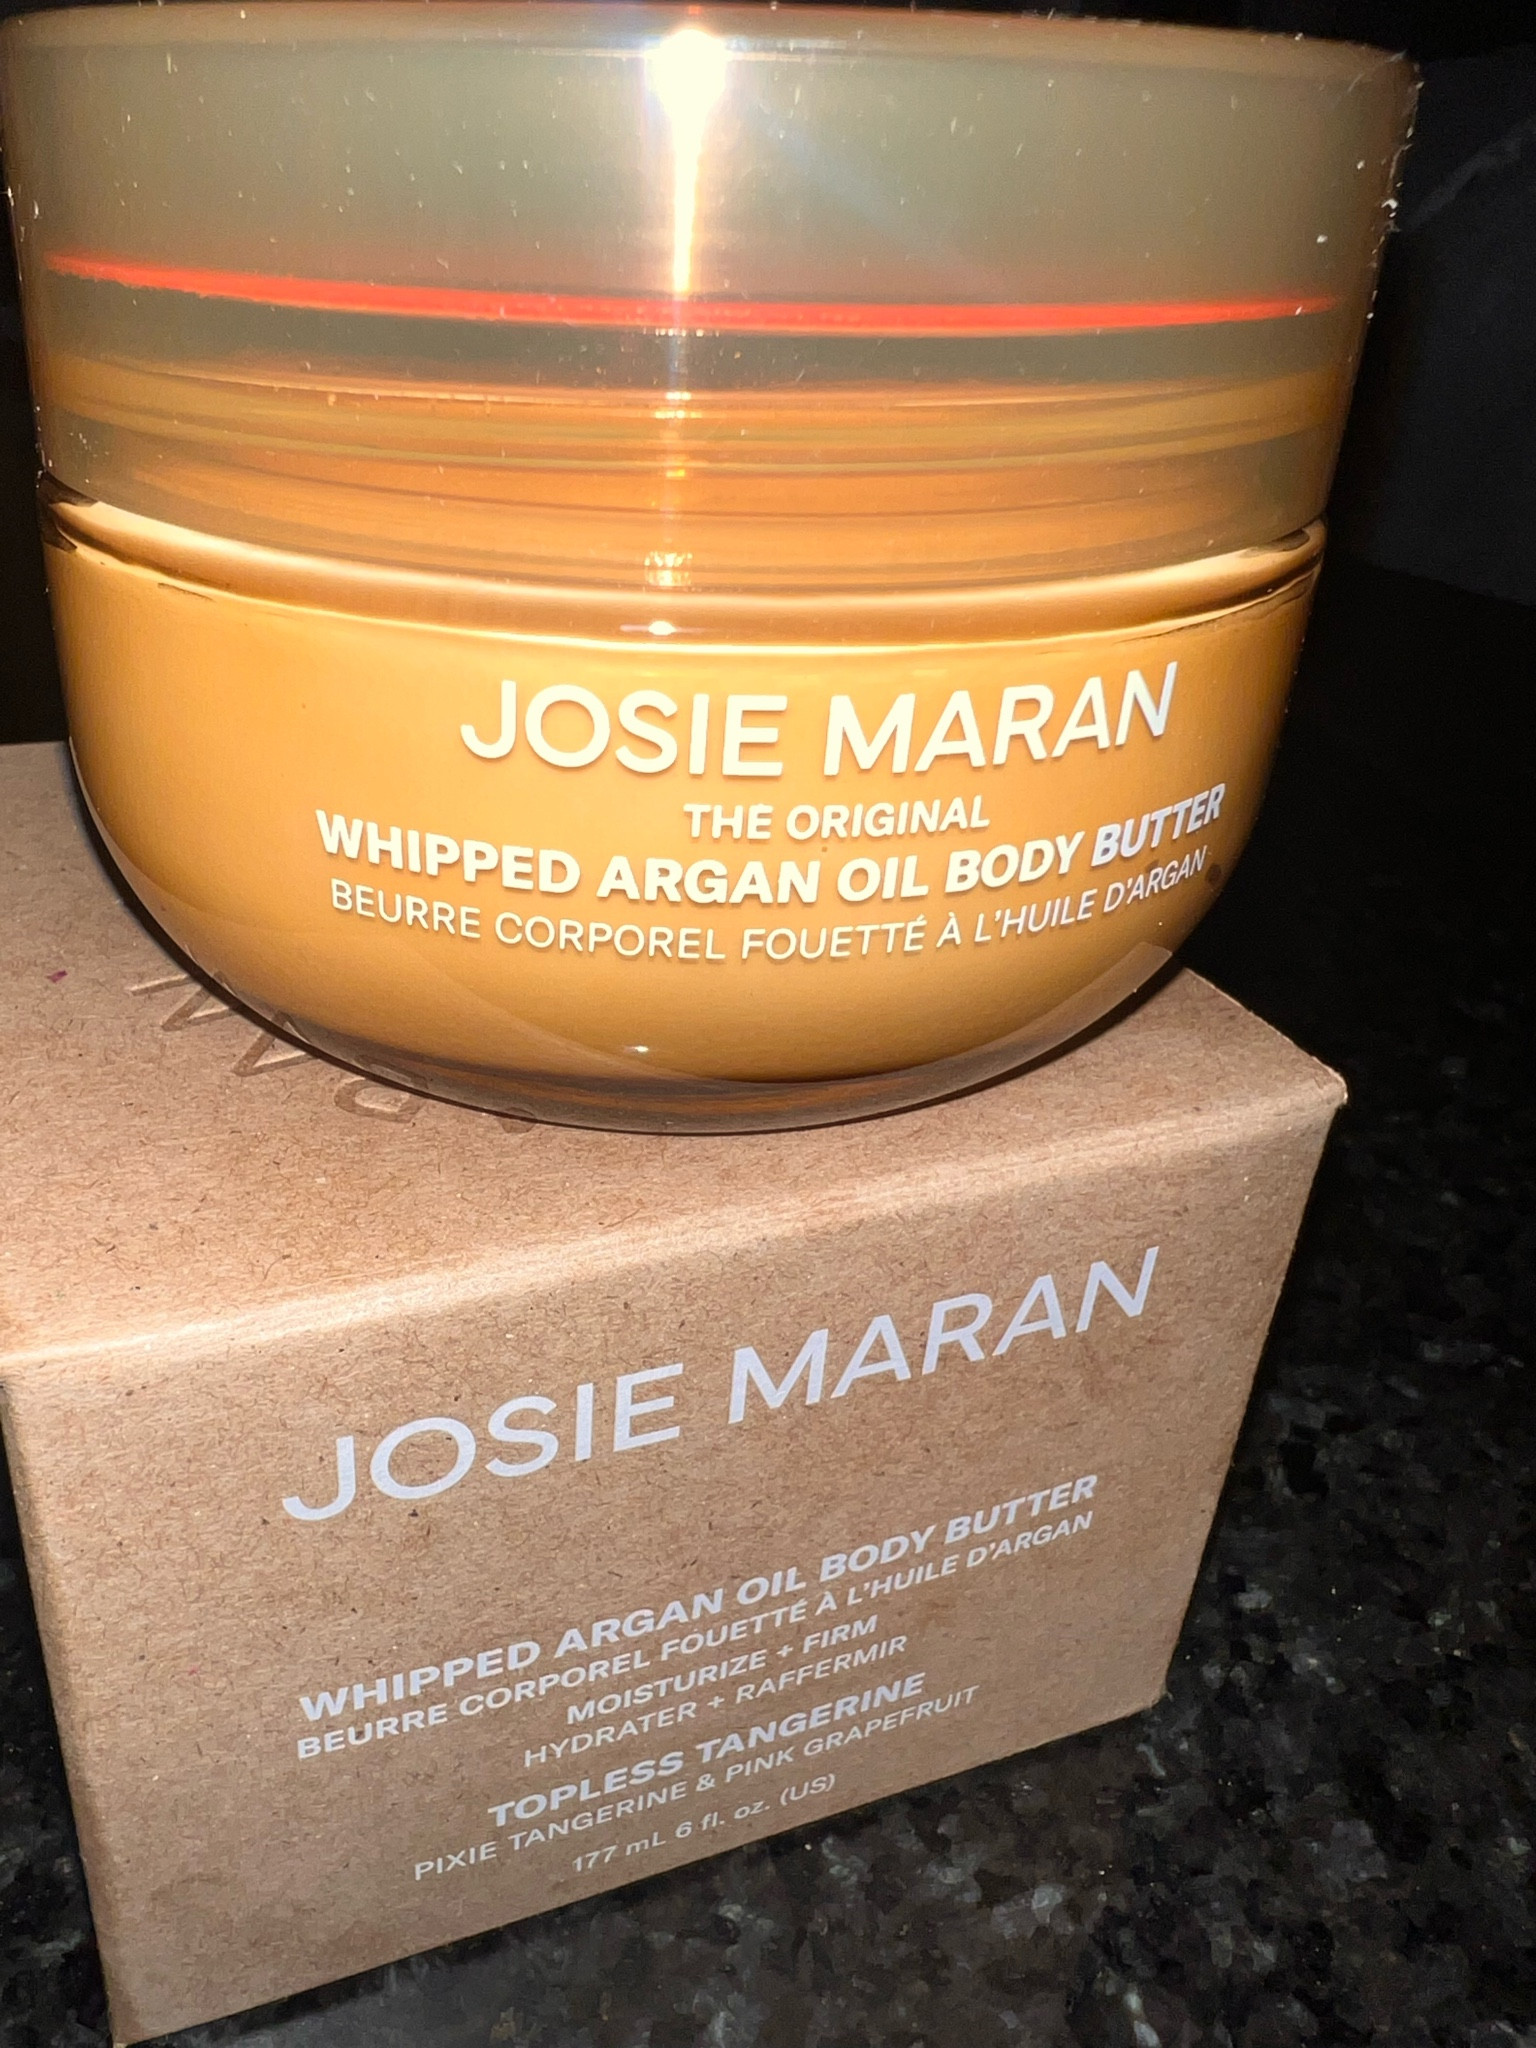 JOSIE MARAN
THE ORIGINAL
WHIPPED ARGAN OIL BODY BUTTER
BEURRE CORPOREL FOUETTÉ À L'HUILE D'ARGAN
JOSIE MARAN
WHIPPED ARGAN OIL BODY BUTTER
BEURRE CORPOREL FOUETTÉ À L'HUILE D'ARGAN
MOISTURIZE + FIRM
HYDRATER + RAFFERMIR
TOPLESS TANGERINE
PIXIE TANGERINE & PINK GRAPEFRUIT
177 mL 6 fl. oz. (US)